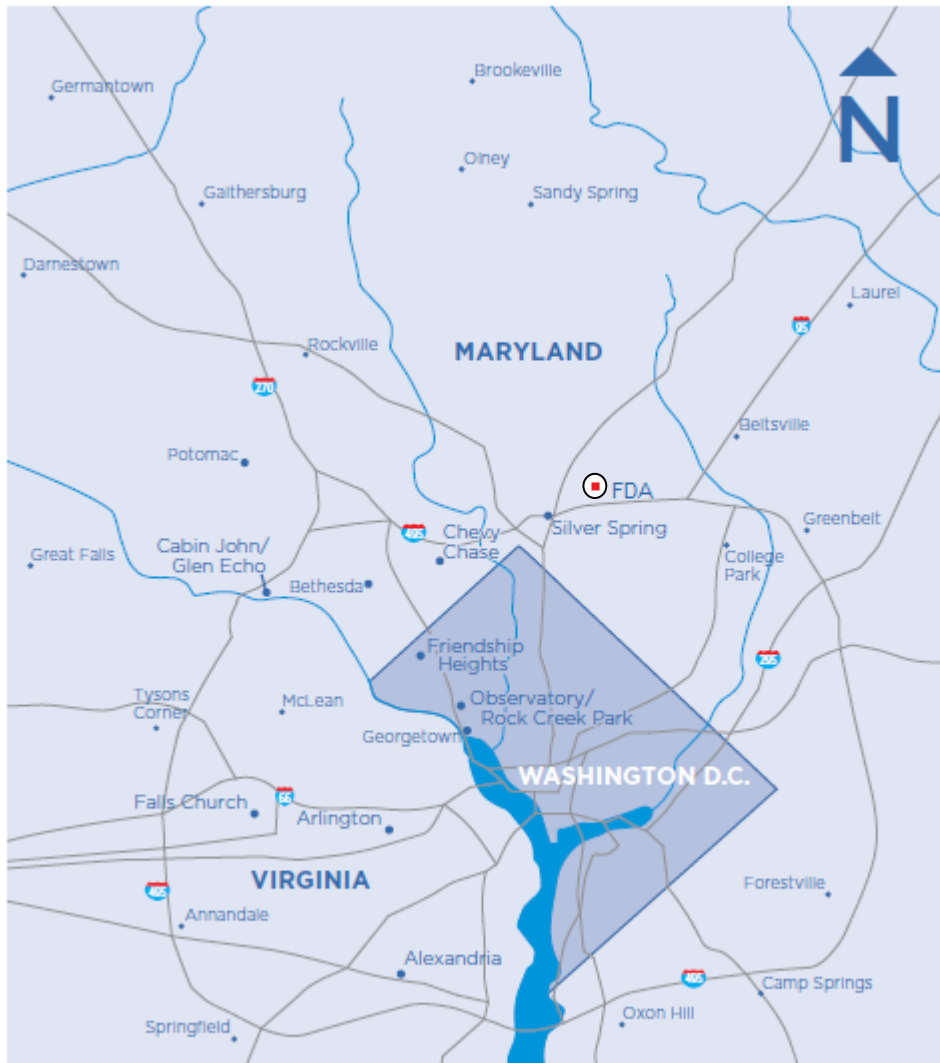 Brookeville
Germantown
N
Olney
Gaithersburg
Sandy Spring
Darnestown
Laurel
95
Rockville
MARYLAND
270
Beltsville
Potomac
FDA
Silver Spring
Greenbelt
495
Chevy
Chase
Great Falls
Cabin John/
Glen Echo
College
Park
Bethesda
Friendship
Heights
295
Tysons
Corner
McLean
Observatory/
Rock Creek Park
Georgetown
WASHINGTON D.C.
66
Falls Church
Arlington
VIRGINIA
495
Forestville
Annandale
Alexandria
495
Camp Springs
Oxon Hill
Springfield